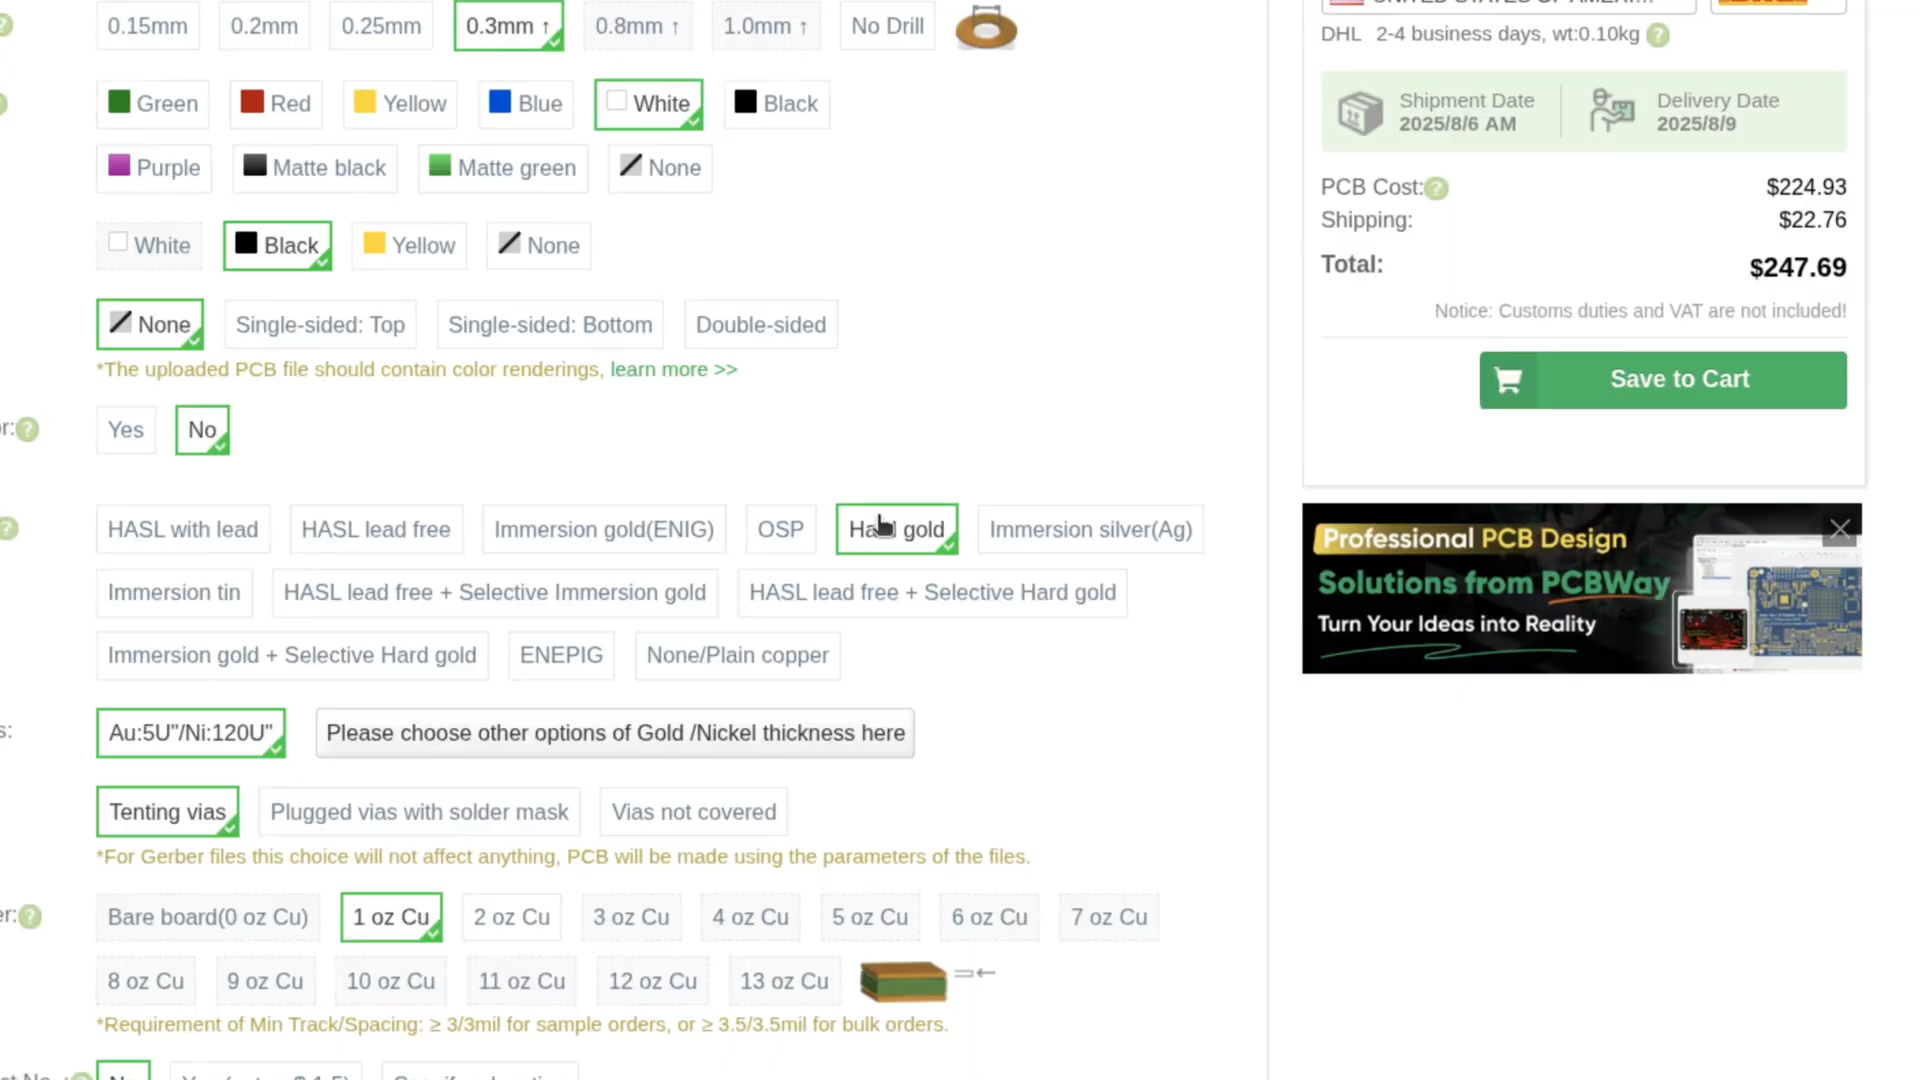 0.15mm 0.2mm 0.25mm 0.3mm ↑ 0.8mm ↑ 1.0mm ↑ No Drill
Green Red Yellow Blue White Black
Purple Matte black Matte green None
White Black Yellow None
None Single-sided: Top Single-sided: Bottom Double-sided
*The uploaded PCB file should contain color renderings, learn more >>
r: ? Yes No
HASL with lead HASL lead free Immersion gold(ENIG) OSP Hard gold Immersion silver(Ag)
Immersion tin HASL lead free + Selective Immersion gold HASL lead free + Selective Hard gold
Immersion gold + Selective Hard gold ENEPIG None/Plain copper
s: Au:5U"/Ni:120U" Please choose other options of Gold /Nickel thickness here
Tenting vias Plugged vias with solder mask Vias not covered
*For Gerber files this choice will not affect anything, PCB will be made using the parameters of the files.
er: ? Bare board(0 oz Cu) 1 oz Cu 2 oz Cu 3 oz Cu 4 oz Cu 5 oz Cu 6 oz Cu 7 oz Cu
8 oz Cu 9 oz Cu 10 oz Cu 11 oz Cu 12 oz Cu 13 oz Cu
*Requirement of Min Track/Spacing: ≥ 3/3mil for sample orders, or ≥ 3.5/3.5mil for bulk orders.
No
UNITED STATES OF AMERI...
DHL 2-4 business days, wt:0.10kg ?
Shipment Date
2025/8/6 AM
Delivery Date
2025/8/9
PCB Cost: ? $224.93
Shipping: $22.76
Total: $247.69
Notice: Customs duties and VAT are not included!
Save to Cart
Professional PCB Design
Solutions from PCBWay
Turn Your Ideas into Reality